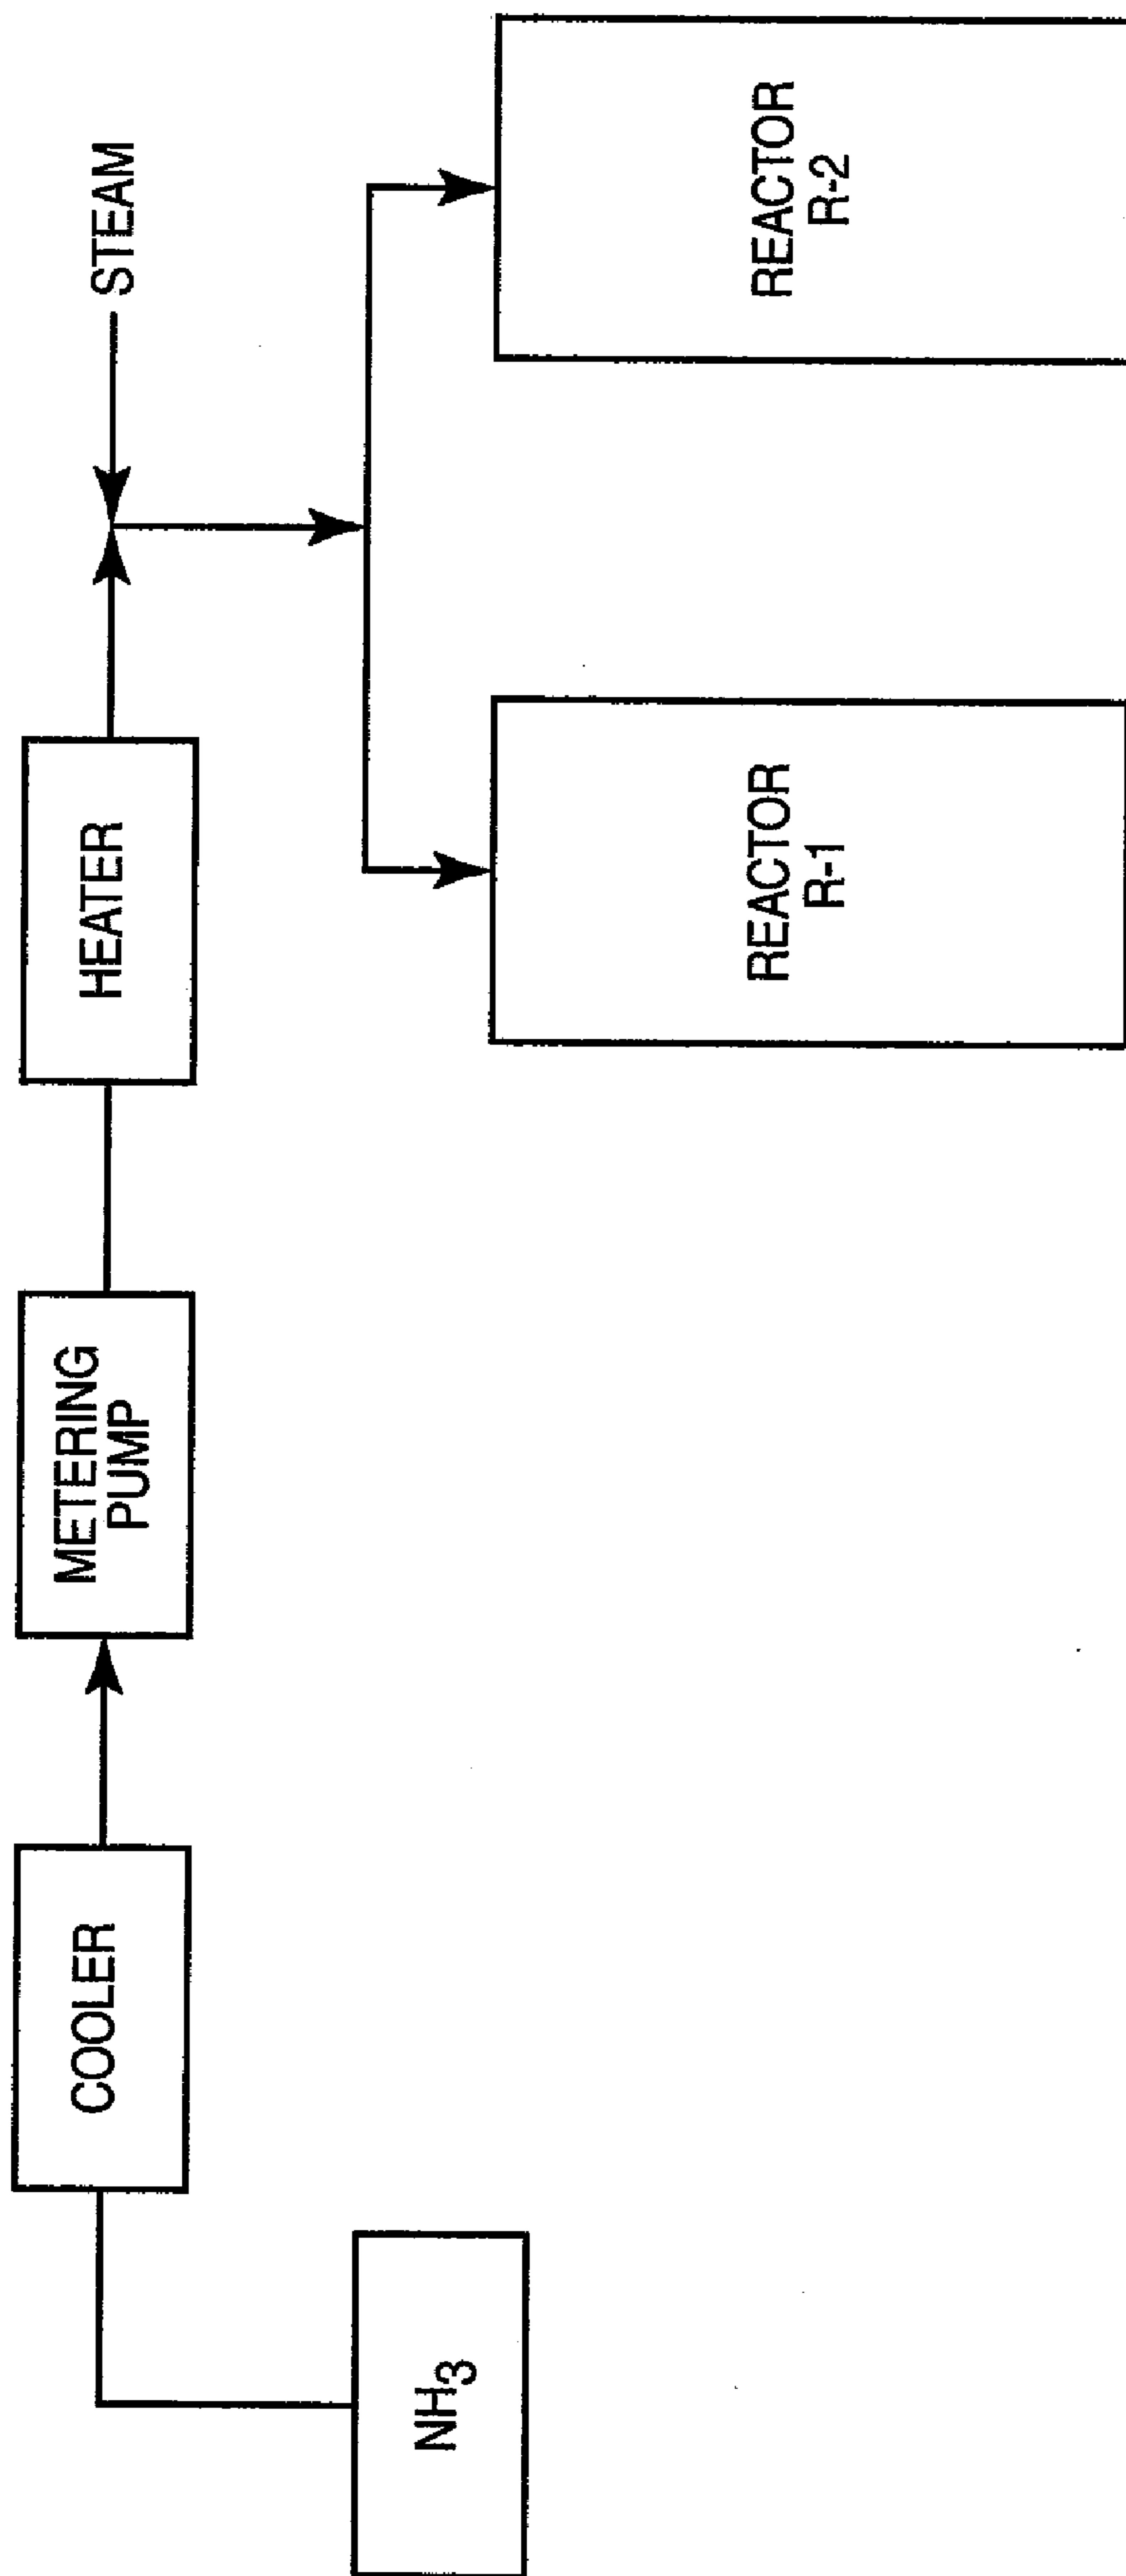 NH3
COOLER
METERING
PUMP
HEATER
STEAM
REACTOR
R-1
REACTOR
R-2